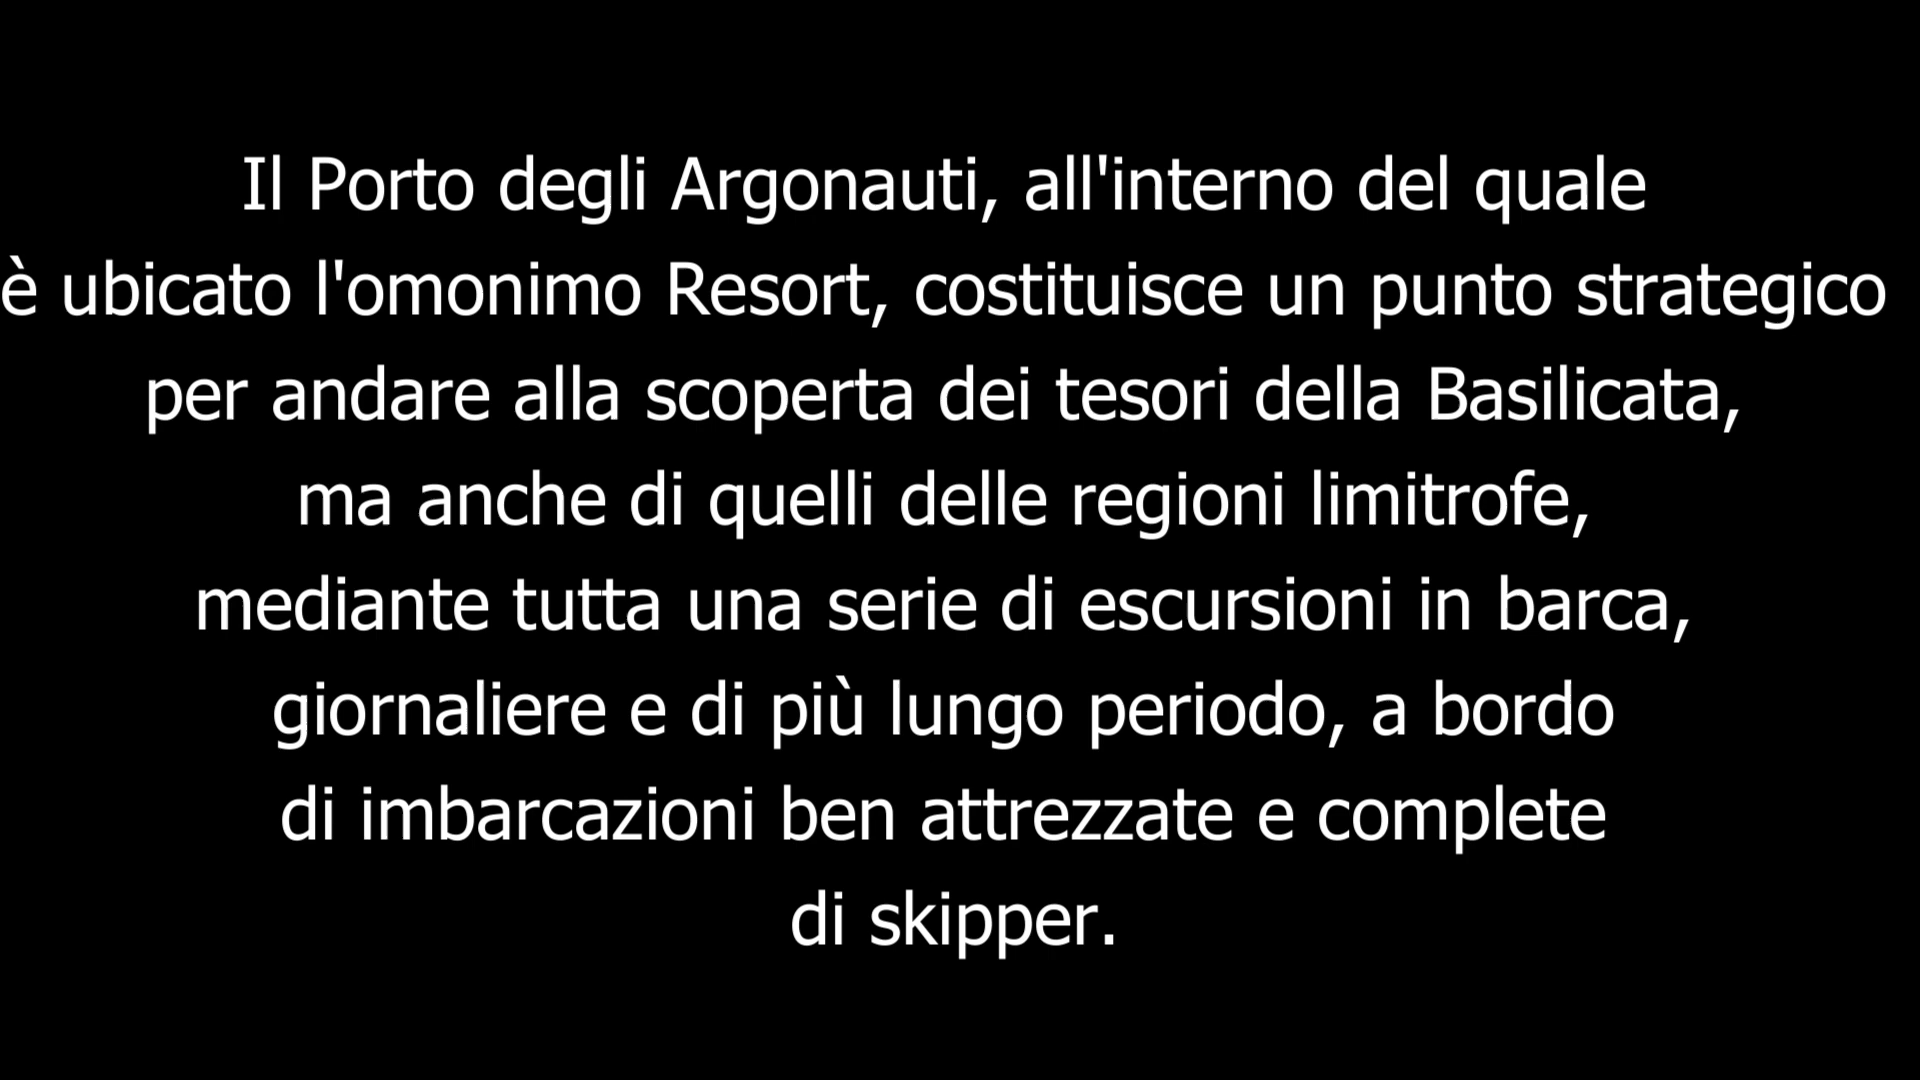 Il Porto degli Argonauti, all'interno del quale
è ubicato l'omonimo Resort, costituisce un punto strategico
per andare alla scoperta dei tesori della Basilicata,
ma anche di quelli delle regioni limitrofe,
mediante tutta una serie di escursioni in barca,
giornaliere e di più lungo periodo, a bordo
di imbarcazioni ben attrezzate e complete
di skipper.